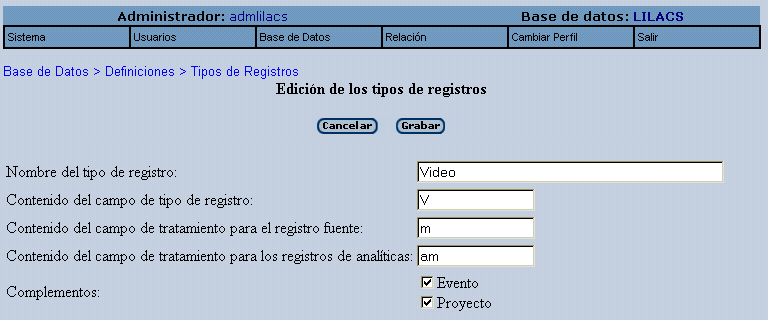 Administrador: admlilacs Base de datos: LILACS
Sistema Usuarios Base de Datos Relación Cambiar Perfil Salir
Base de Datos > Definiciones > Tipos de Registros
Edición de los tipos de registros
Cancelar Grabar
Nombre del tipo de registro: Video
Contenido del campo de tipo de registro: V
Contenido del campo de tratamiento para el registro fuente: m
Contenido del campo de tratamiento para los registros de analíticas: am
Complementos: Evento
Proyecto